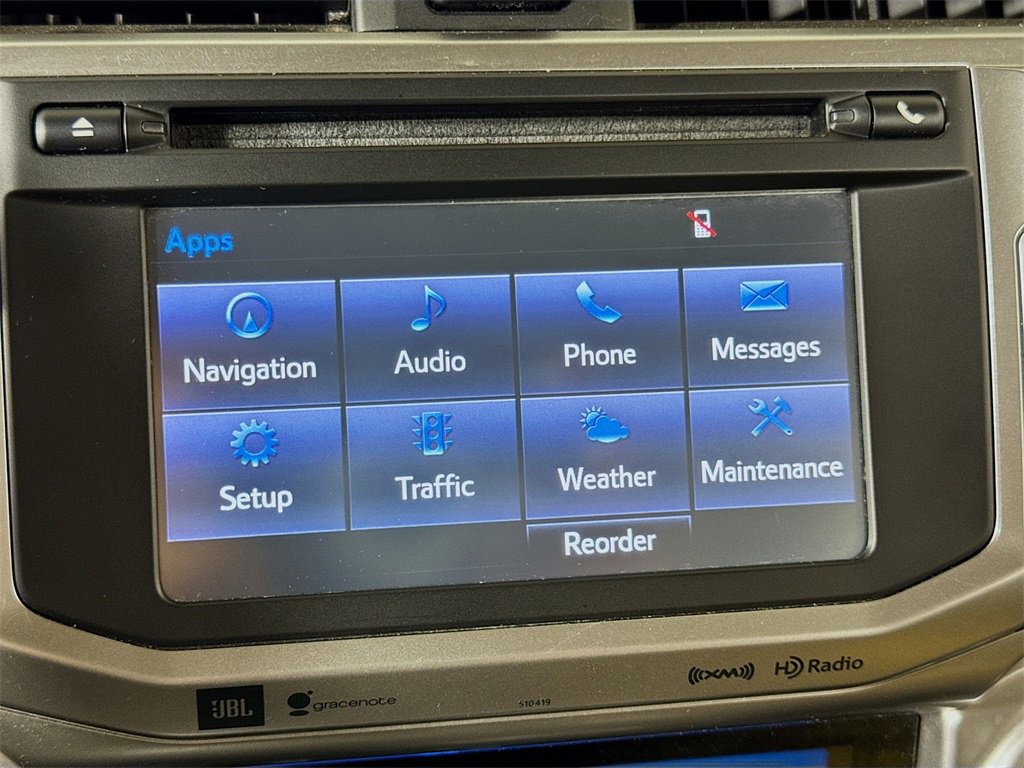 Apps
Navigation
Audio
Phone
Messages
Setup
Traffic
Weather
Maintenance
Reorder
JBL
gracenote
510419
((XM))
HD Radio